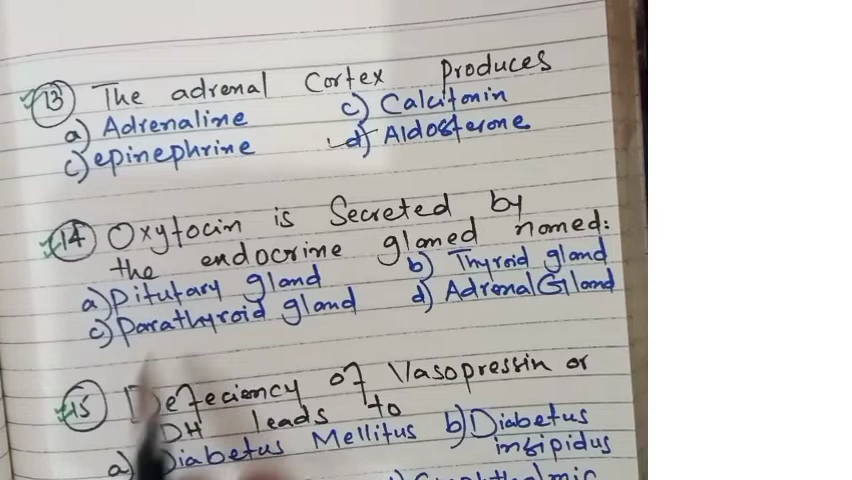 13 The adrenal Cortex produces
a) Adrenaline c) Calcitonin
c) epinephrine d) Aldosterone
14 Oxytocin is Secreted by
the endocrine gland named:
a) Pitutary gland b) Thyroid gland
c) Parathyroid gland d) Adrenal Gland
15 Defeciency of Vasopressin or
DH leads to
a) Diabetus Mellitus b) Diabetus
insipidus